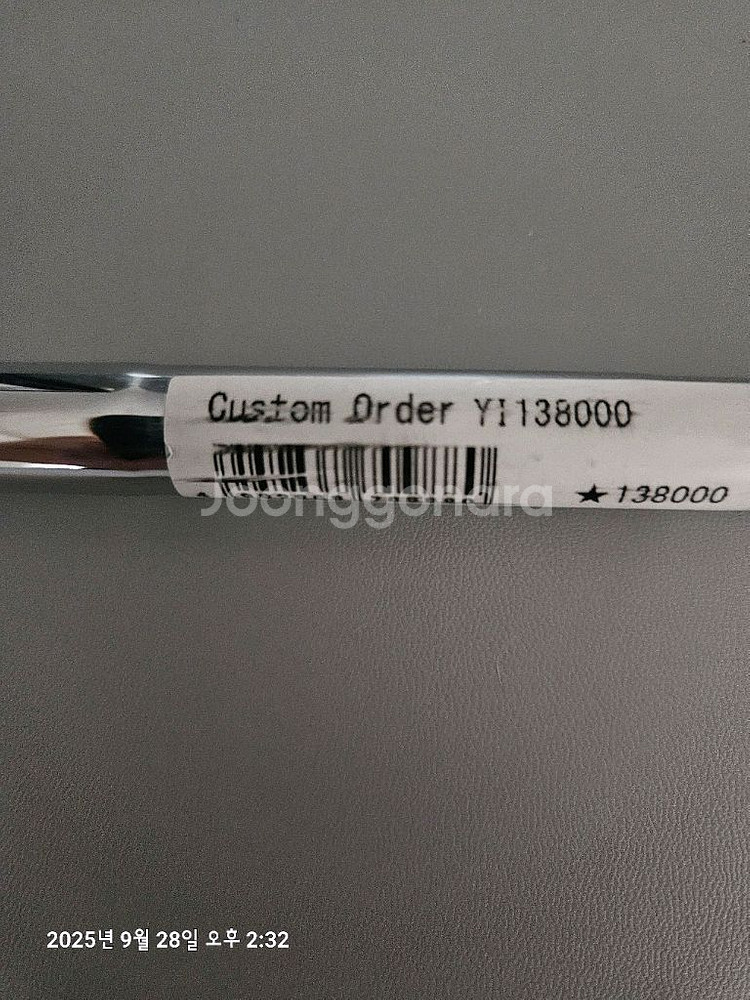 Custom Order YI138000
★138000
Joonggonara
2025년 9월 28일 오후 2:32